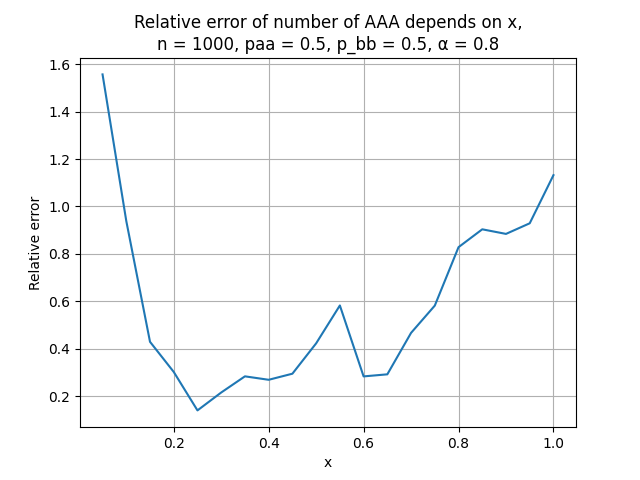 Relative error of number of AAA depends on x,
n = 1000, paa = 0.5, p_bb = 0.5, α = 0.8
1.6
1.4
1.2
1.0
0.8
0.6
0.4
0.2
Relative error
0.2 0.4 0.6 0.8 1.0
x